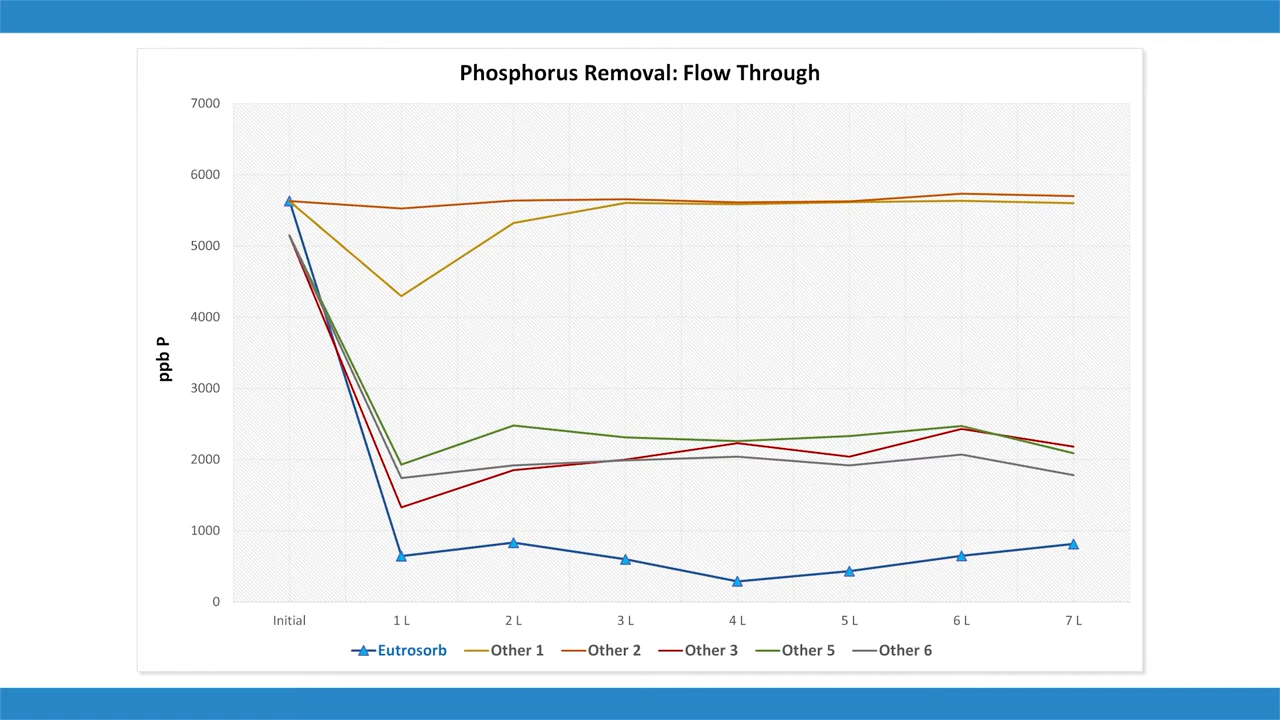 Phosphorus Removal: Flow Through
7000
6000
5000
4000
3000
2000
1000
0
ppb P
Initial 1 L 2 L 3 L 4 L 5 L 6 L 7 L
Eutrosorb Other 1 Other 2 Other 3 Other 5 Other 6